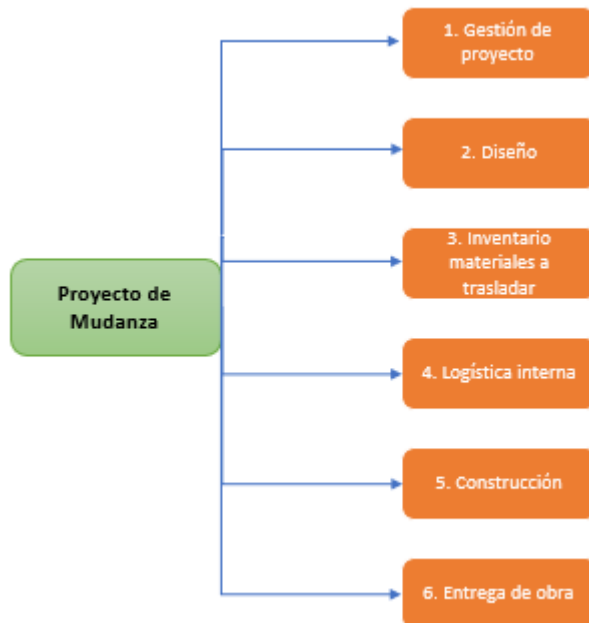 1. Gestión de
proyecto
2. Diseño
3. Inventario
materiales a
trasladar
Proyecto de
Mudanza
4. Logística interna
5. Construcción
6. Entrega de obra